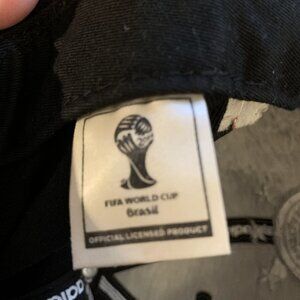 FIFA WORLD CUP
Brasil
OFFICIAL LICENSED PRODUCT